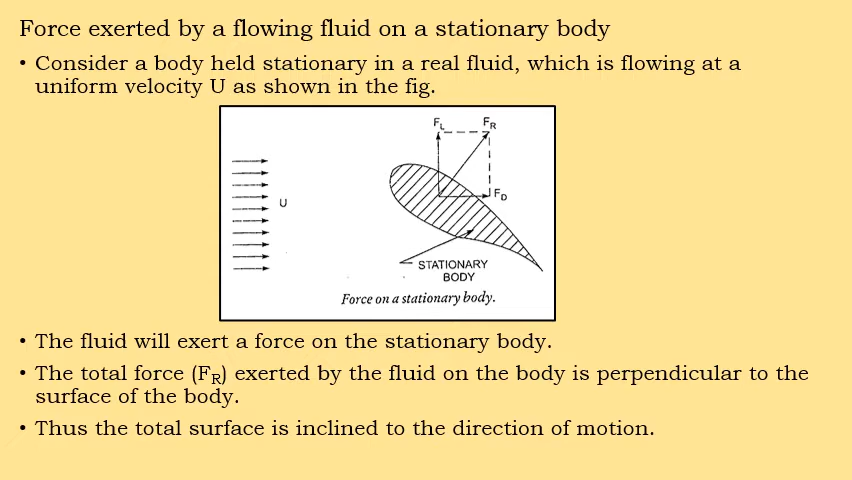 Force exerted by a flowing fluid on a stationary body
• Consider a body held stationary in a real fluid, which is flowing at a
uniform velocity U as shown in the fig.
FL FR
U
FD
STATIONARY
BODY
Force on a stationary body.
• The fluid will exert a force on the stationary body.
• The total force (FR) exerted by the fluid on the body is perpendicular to the
surface of the body.
• Thus the total surface is inclined to the direction of motion.